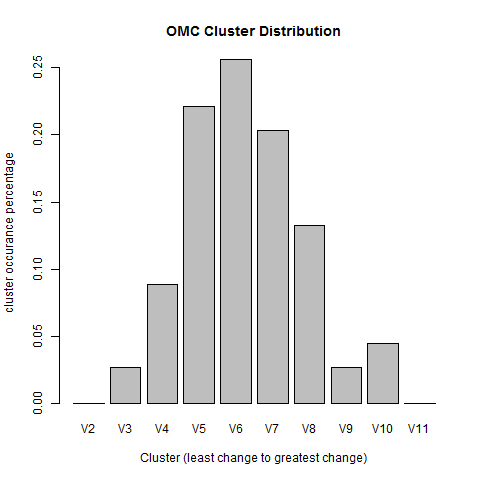 OMC Cluster Distribution
cluster occurance percentage
0.25
0.20
0.15
0.10
0.05
0.00
V2 V3 V4 V5 V6 V7 V8 V9 V10 V11
Cluster (least change to greatest change)